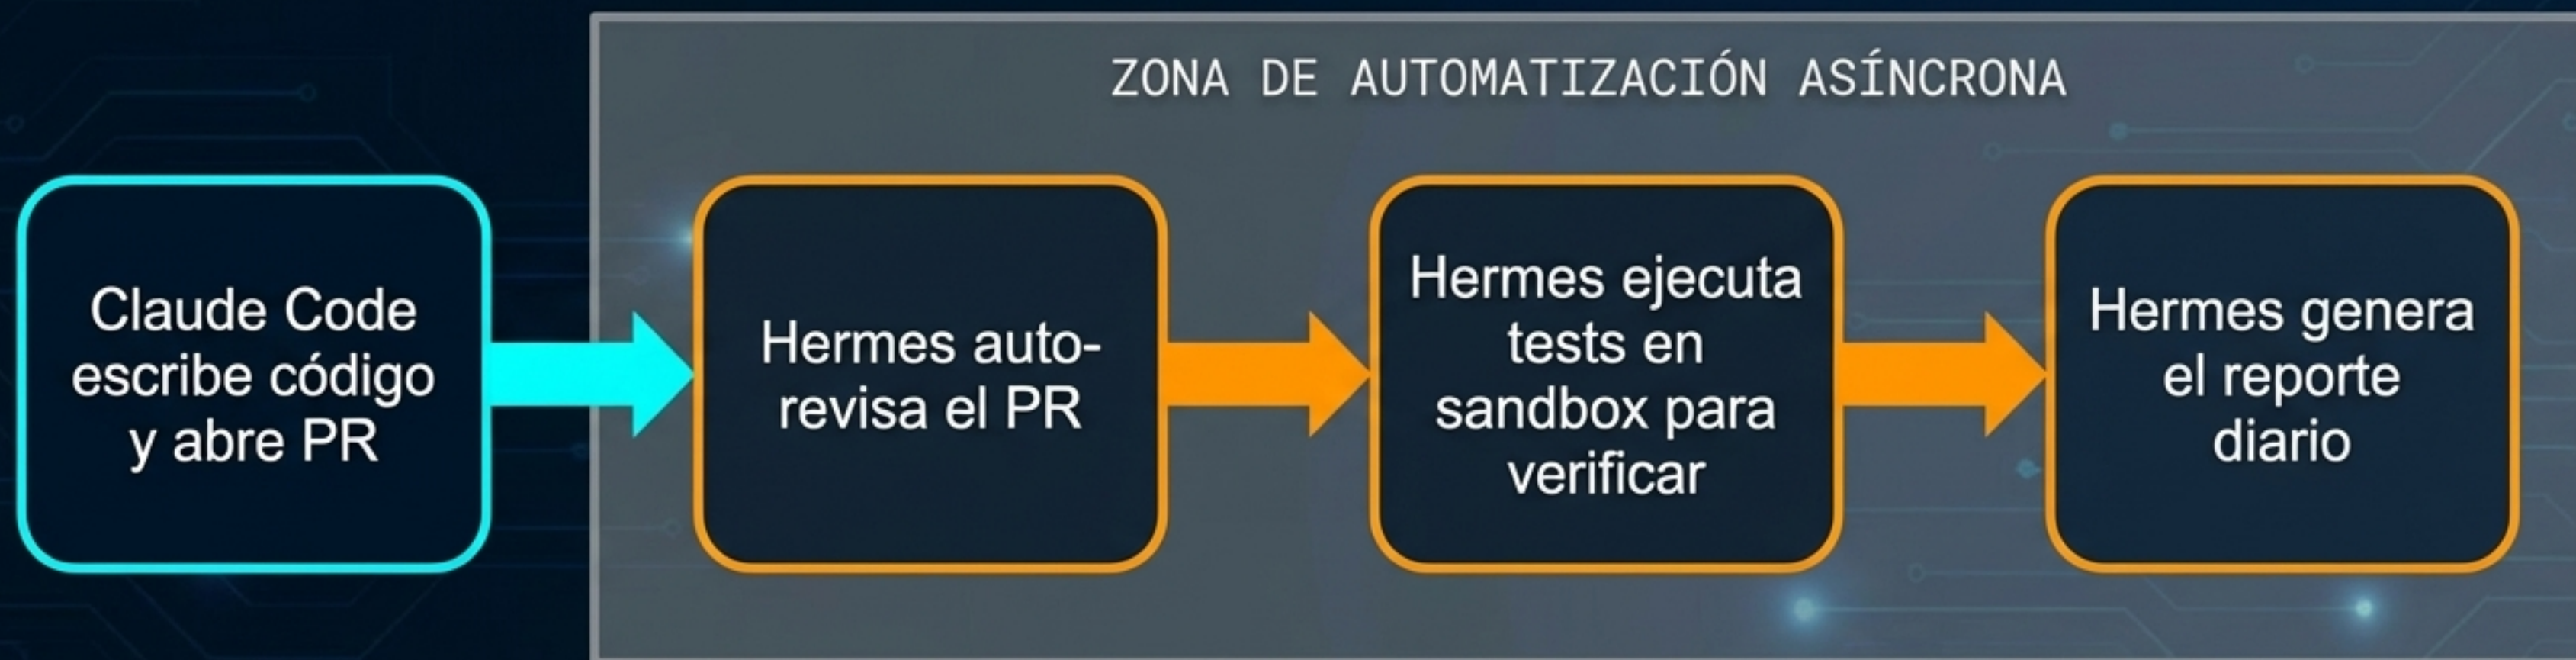 ZONA DE AUTOMATIZACIÓN ASÍNCRONA
Claude Code
escribe código
y abre PR
Hermes auto-
revisa el PR
Hermes ejecuta
tests en
sandbox para
verificar
Hermes genera
el reporte
diario